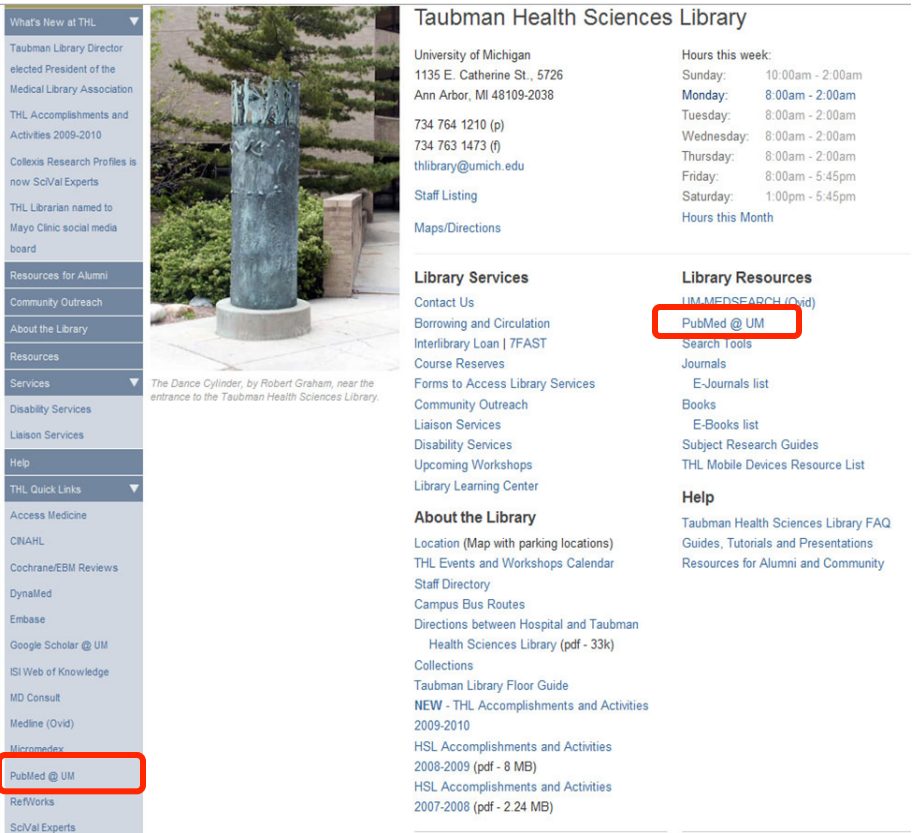 What's New at THL
Taubman Library Director
elected President of the
Medical Library Association
THL Accomplishments and
Activities 2009-2010
Collexis Research Profiles is
now SciVal Experts
THL Librarian named to
Mayo Clinic social media
board
Resources for Alumni
Community Outreach
About the Library
Resources
Services
Disability Services
Liaison Services
Help
THL Quick Links
Access Medicine
CINAHL
Cochrane/EBM Reviews
DynaMed
Embase
Google Scholar @ UM
ISI Web of Knowledge
MD Consult
Medline (Ovid)
Micromedex
PubMed @ UM
RefWorks
SciVal Experts
The Dance Cylinder, by Robert Graham, near the
entrance to the Taubman Health Sciences Library.
Taubman Health Sciences Library
University of Michigan
1135 E. Catherine St., 5726
Ann Arbor, MI 48109-2038
734 764 1210 (p)
734 763 1473 (f)
thlibrary@umich.edu
Staff Listing
Maps/Directions
Hours this week:
Sunday: 10:00am - 2:00am
Monday: 8:00am - 2:00am
Tuesday: 8:00am - 2:00am
Wednesday: 8:00am - 2:00am
Thursday: 8:00am - 2:00am
Friday: 8:00am - 5:45pm
Saturday: 1:00pm - 5:45pm
Hours this Month
Library Services
Contact Us
Borrowing and Circulation
Interlibrary Loan | 7FAST
Course Reserves
Forms to Access Library Services
Community Outreach
Liaison Services
Disability Services
Upcoming Workshops
Library Learning Center
About the Library
Location (Map with parking locations)
THL Events and Workshops Calendar
Staff Directory
Campus Bus Routes
Directions between Hospital and Taubman
Health Sciences Library (pdf - 33k)
Collections
Taubman Library Floor Guide
NEW - THL Accomplishments and Activities
2009-2010
HSL Accomplishments and Activities
2008-2009 (pdf - 8 MB)
HSL Accomplishments and Activities
2007-2008 (pdf - 2.24 MB)
Library Resources
UM-MEDSEARCH (Ovid)
PubMed @ UM
Search Tools
Journals
E-Journals list
Books
E-Books list
Subject Research Guides
THL Mobile Devices Resource List
Help
Taubman Health Sciences Library FAQ
Guides, Tutorials and Presentations
Resources for Alumni and Community